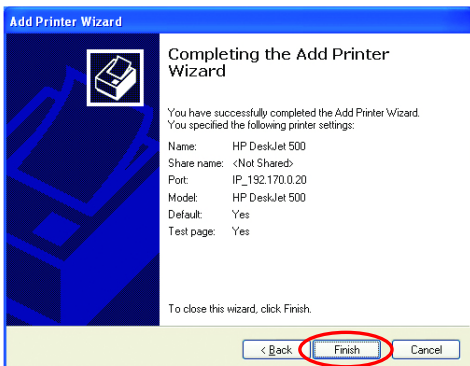 Add Printer Wizard
Completing the Add Printer
Wizard
You have successfully completed the Add Printer Wizard.
You specified the following printer settings:
Name: HP DeskJet 500
Share name: <Not Shared>
Port: IP_192.170.0.20
Model: HP DeskJet 500
Default: Yes
Test page: Yes
To close this wizard, click Finish.
< Back Finish Cancel